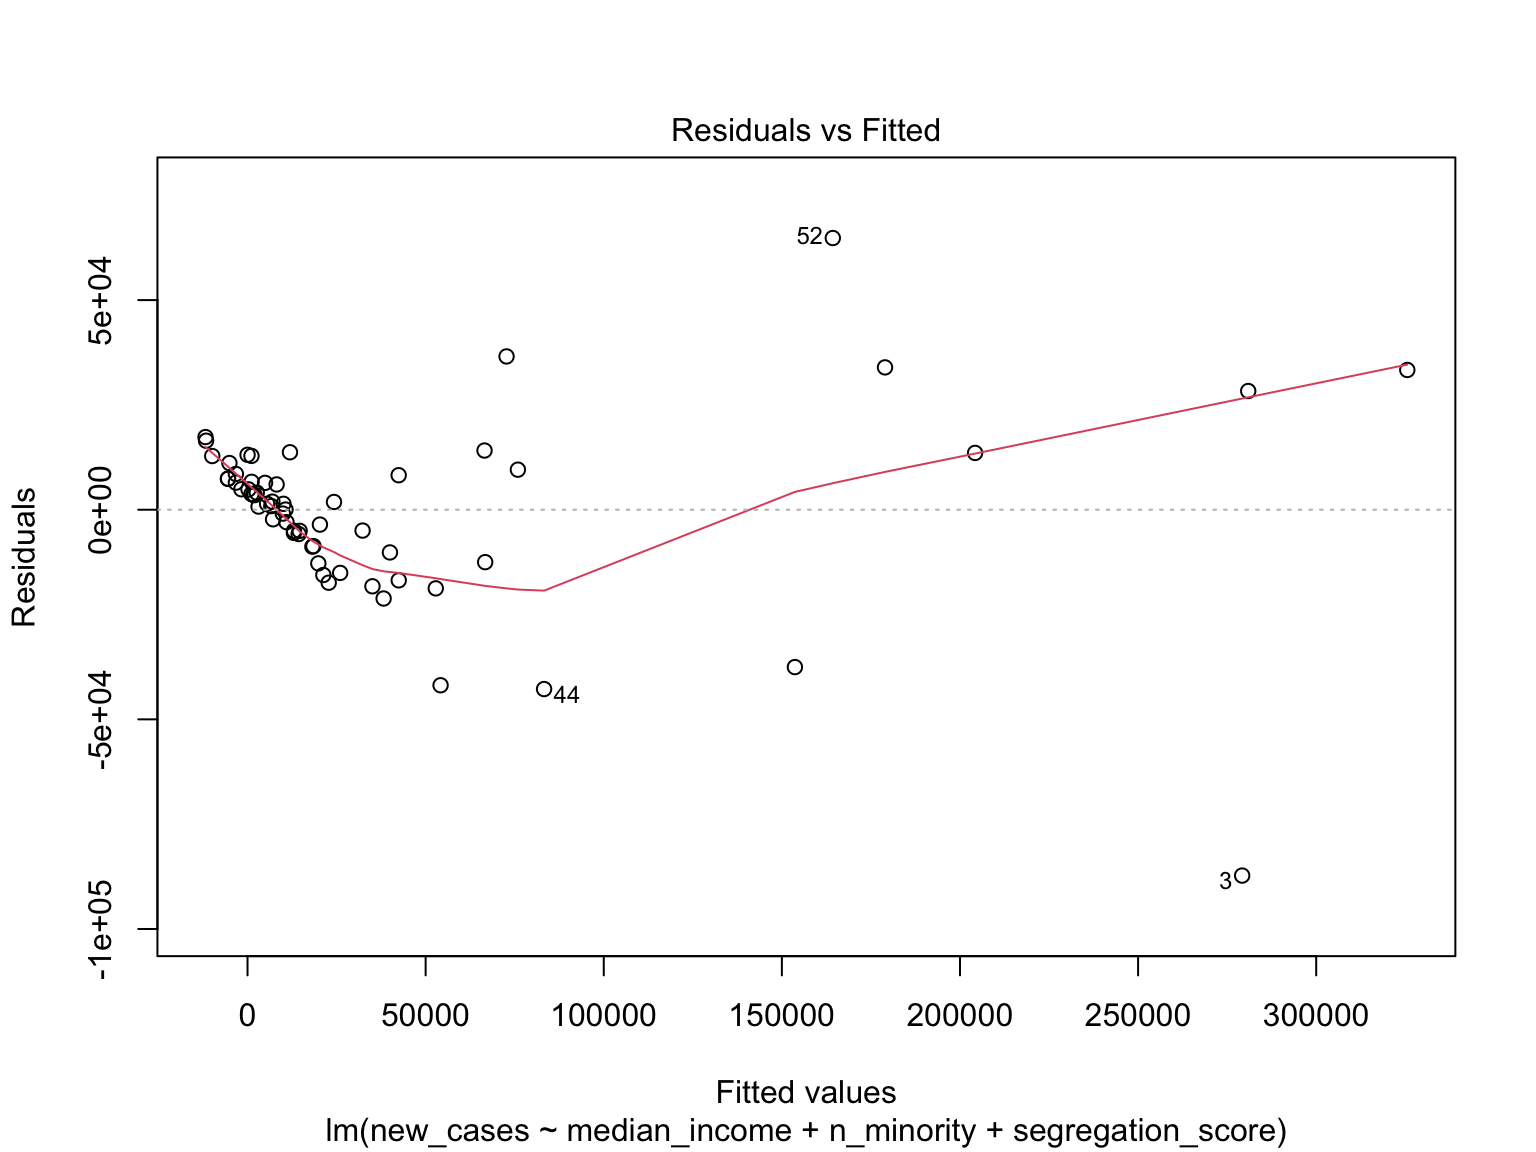 Residuals vs Fitted
Residuals
5e+04
0e+00
-5e+04
-1e+05
52
44
3
0 50000 100000 150000 200000 250000 300000
Fitted values
lm(new_cases ~ median_income + n_minority + segregation_score)